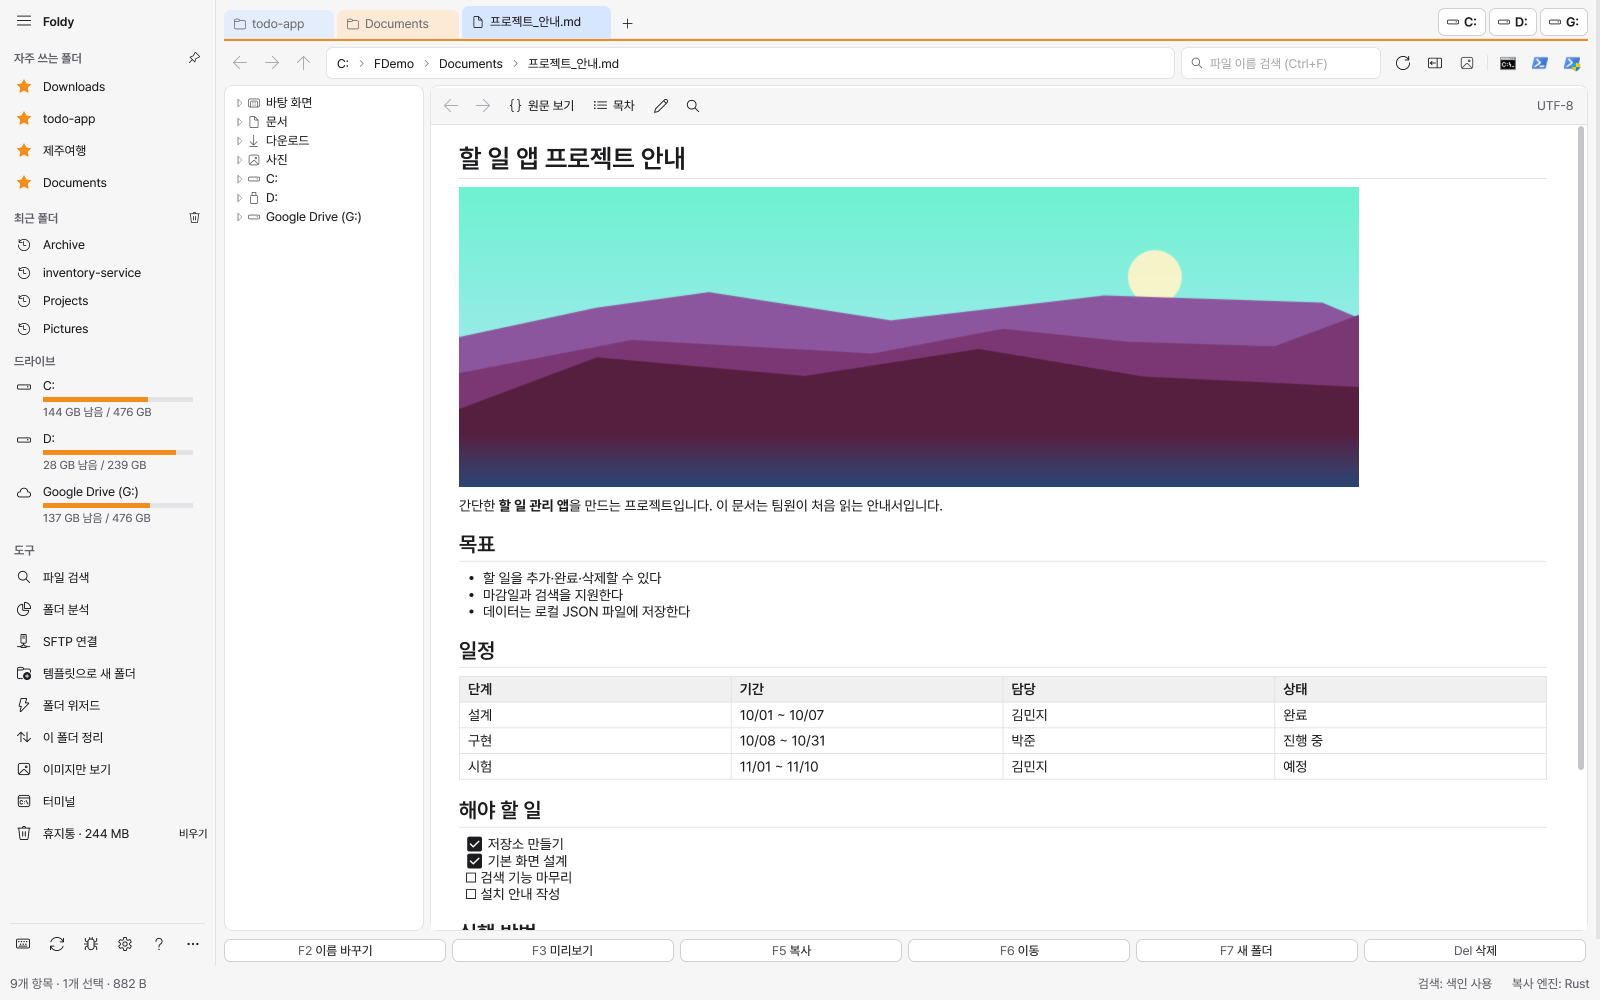 Foldy
자주 쓰는 폴더
Downloads
todo-app
제주여행
Documents
최근 폴더
Archive
inventory-service
Projects
Pictures
드라이브
C:
144 GB 남음 / 476 GB
D:
28 GB 남음 / 239 GB
Google Drive (G:)
137 GB 남음 / 476 GB
도구
파일 검색
폴더 분석
SFTP 연결
템플릿으로 새 폴더
폴더 위저드
이 폴더 정리
이미지만 보기
터미널
휴지통 · 244 MB 비우기
todo-app Documents 프로젝트_안내.md
C: D: G:
C: FDemo Documents 프로젝트_안내.md
파일 이름 검색 (Ctrl+F)
바탕 화면
문서
다운로드
사진
C:
D:
Google Drive (G:)
{} 원문 보기 목차 UTF-8
할 일 앱 프로젝트 안내
간단한 할 일 관리 앱을 만드는 프로젝트입니다. 이 문서는 팀원이 처음 읽는 안내서입니다.
목표
• 할 일을 추가·완료·삭제할 수 있다
• 마감일과 검색을 지원한다
• 데이터는 로컬 JSON 파일에 저장한다
일정
단계 기간 담당 상태
설계 10/01 ~ 10/07 김민지 완료
구현 10/08 ~ 10/31 박준 진행 중
시험 11/01 ~ 11/10 김민지 예정
해야 할 일
저장소 만들기
기본 화면 설계
검색 기능 마무리
설치 안내 작성
F2 이름 바꾸기 F3 미리보기 F5 복사 F6 이동 F7 새 폴더 Del 삭제
9개 항목 · 1개 선택 · 882 B
검색: 색인 사용 복사 엔진: Rust